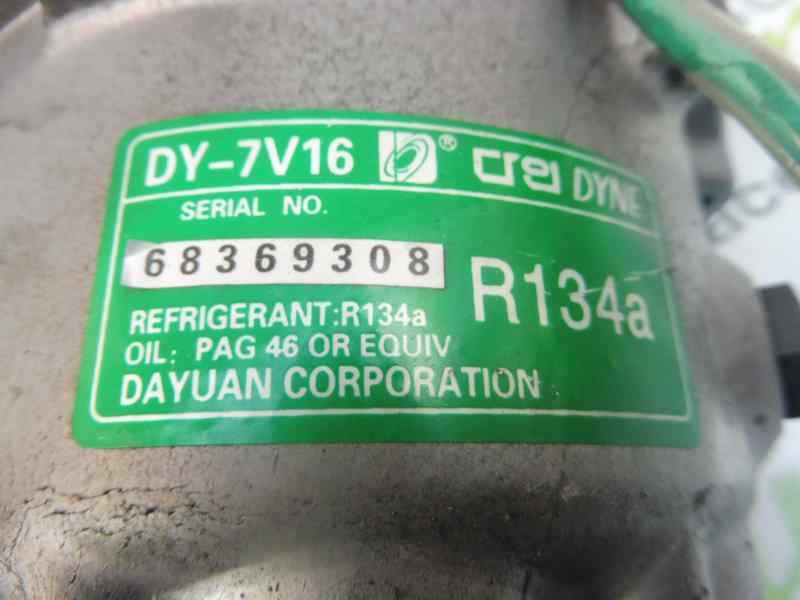 DY-7V16 ® DYNE
SERIAL NO.
68369308
R134a
REFRIGERANT:R134a
OIL: PAG 46 OR EQUIV
DAYUAN CORPORATION